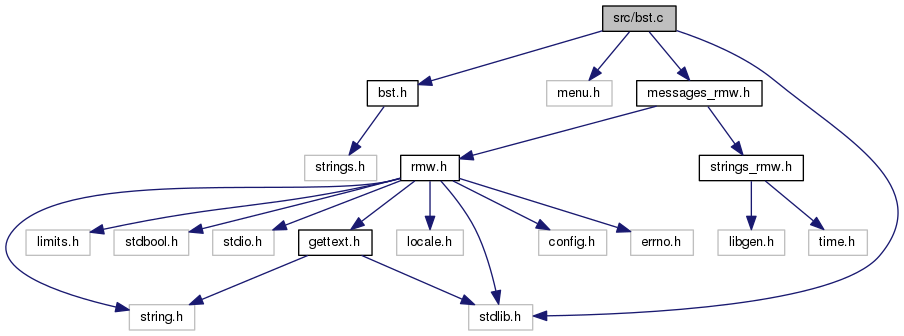 src/bst.c
bst.h
menu.h
messages_rmw.h
strings.h
rmw.h
strings_rmw.h
limits.h
stdbool.h
stdio.h
gettext.h
locale.h
config.h
errno.h
libgen.h
time.h
string.h
stdlib.h